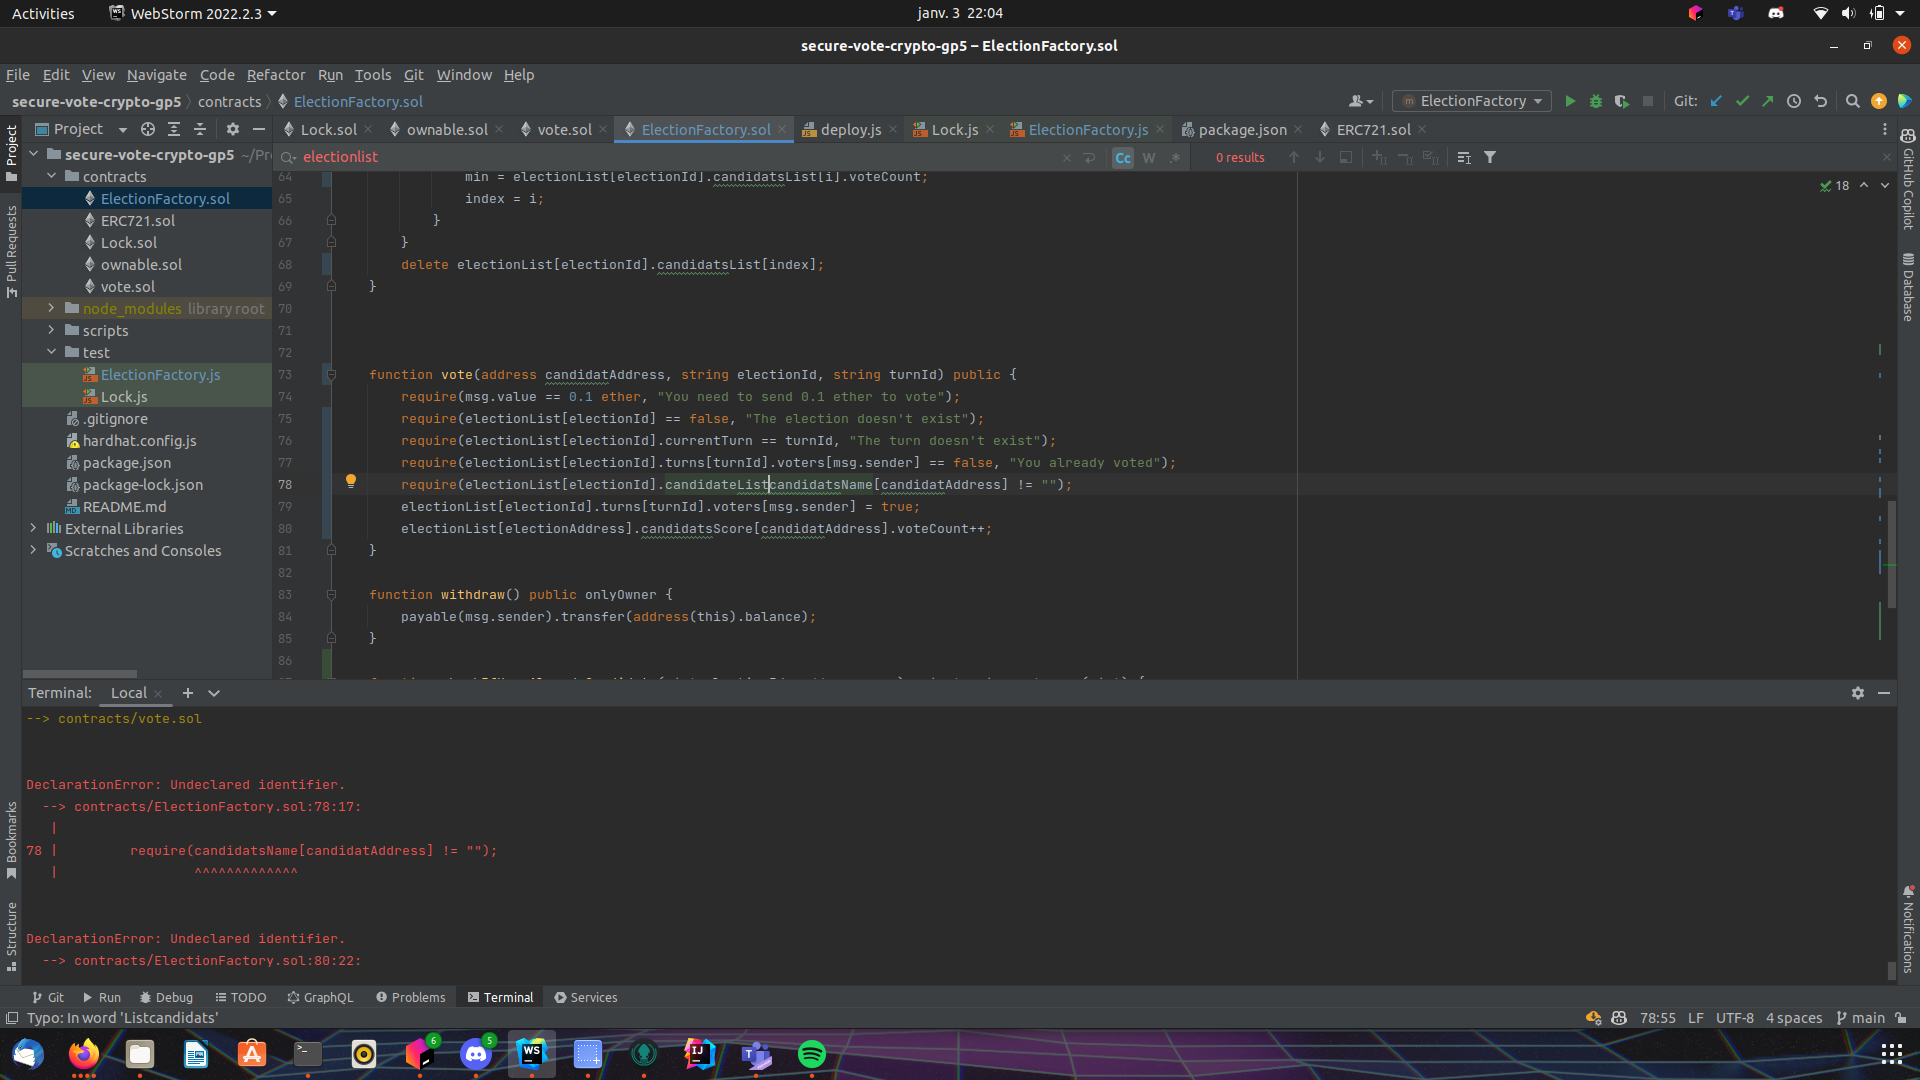 Activities
WebStorm 2022.2.3
janv. 3 22:04
secure-vote-crypto-gp5 – ElectionFactory.sol
File Edit View Navigate Code Refactor Run Tools Git Window Help
secure-vote-crypto-gp5 contracts ElectionFactory.sol
ElectionFactory
Git:
Project
Lock.sol ownable.sol vote.sol ElectionFactory.sol deploy.js Lock.js ElectionFactory.js package.json ERC721.sol
electionlist
Cc W .*
0 results
Project
Pull Requests
Bookmarks
Structure
secure-vote-crypto-gp5 ~/Pr
contracts
ElectionFactory.sol
ERC721.sol
Lock.sol
ownable.sol
vote.sol
node_modules library root
scripts
test
ElectionFactory.js
Lock.js
.gitignore
hardhat.config.js
package.json
package-lock.json
README.md
External Libraries
Scratches and Consoles
18
64 min = electionList[electionId].candidatsList[i].voteCount;
65 index = i;
66 }
67 }
68 delete electionList[electionId].candidatsList[index];
69 }
70
71
72
73 function vote(address candidatAddress, string electionId, string turnId) public {
74 require(msg.value == 0.1 ether, "You need to send 0.1 ether to vote");
75 require(electionList[electionId] == false, "The election doesn't exist");
76 require(electionList[electionId].currentTurn == turnId, "The turn doesn't exist");
77 require(electionList[electionId].turns[turnId].voters[msg.sender] == false, "You already voted");
78 require(electionList[electionId].candidateListcandidatsName[candidatAddress] != "");
79 electionList[electionId].turns[turnId].voters[msg.sender] = true;
80 electionList[electionAddress].candidatsScore[candidatAddress].voteCount++;
81 }
82
83 function withdraw() public onlyOwner {
84 payable(msg.sender).transfer(address(this).balance);
85 }
86
GitHub Copilot
Database
Notifications
Terminal: Local
--> contracts/vote.sol
DeclarationError: Undeclared identifier.
--> contracts/ElectionFactory.sol:78:17:
|
78 | require(candidatsName[candidatAddress] != "");
| ^^^^^^^^^^^^^
DeclarationError: Undeclared identifier.
--> contracts/ElectionFactory.sol:80:22:
Git Run Debug TODO GraphQL Problems Terminal Services
Typo: In word 'Listcandidats'
78:55 LF UTF-8 4 spaces main
6
5
WS
IJ